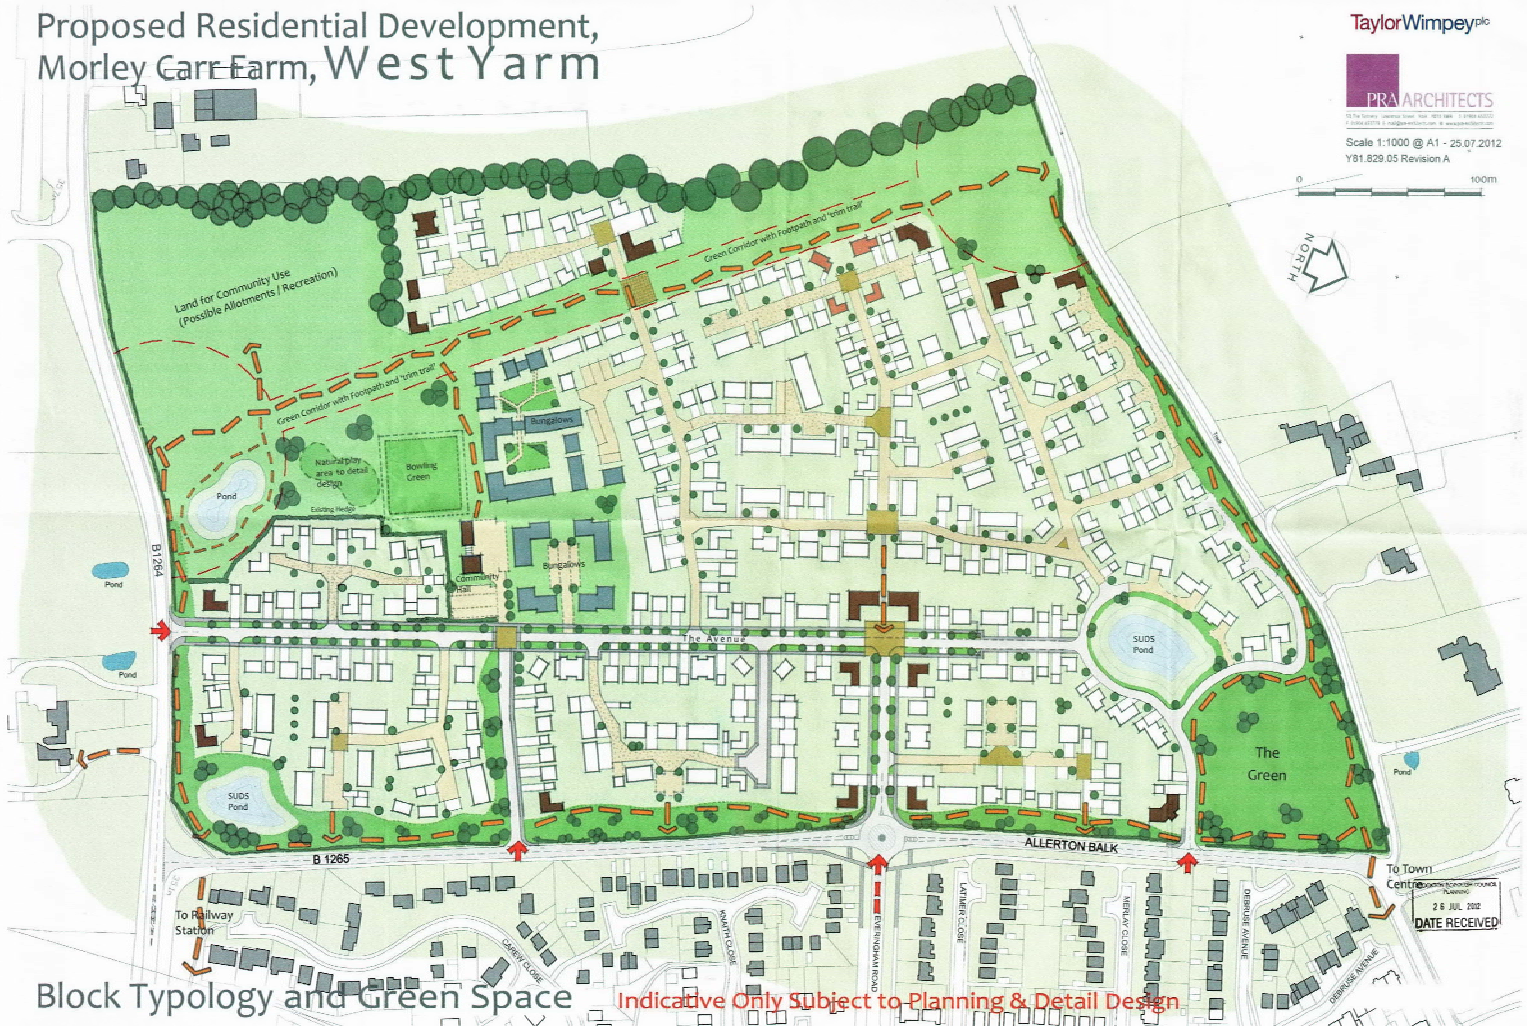 Proposed Residential Development,
Morley Carr Farm, West Yarm
TaylorWimpey plc
PRA ARCHITECTS
Scale 1:1000 @ A1 - 25.07.2012
Y81.829.05 Revision A
0 100m
NORTH
Land for Community Use
(Possible Allotments / Recreation)
Green Corridor with Footpath and 'trim trail'
Green Corridor with Footpath and 'trim trail'
Bungalows
Natural play
area to detail
design
Bowling
Green
Pond
Existing Hedge
B1264
Pond
Community
Hall
Bungalows
The Avenue
SUDS
Pond
Pond
The
Green
Pond
SUDS
Pond
B 1265
ALLERTON BALK
To Town
Centre
PLANNING
26 JUL 2012
DATE RECEIVED
To Railway
Station
CAREW CLOSE
KNAITH CLOSE
EVERINGHAM ROAD
LATIMER CLOSE
MERLAY CLOSE
DEBRUSE AVENUE
DEBRUSE AVENUE
Block Typology and Green Space
Indicative Only Subject to Planning & Detail Design